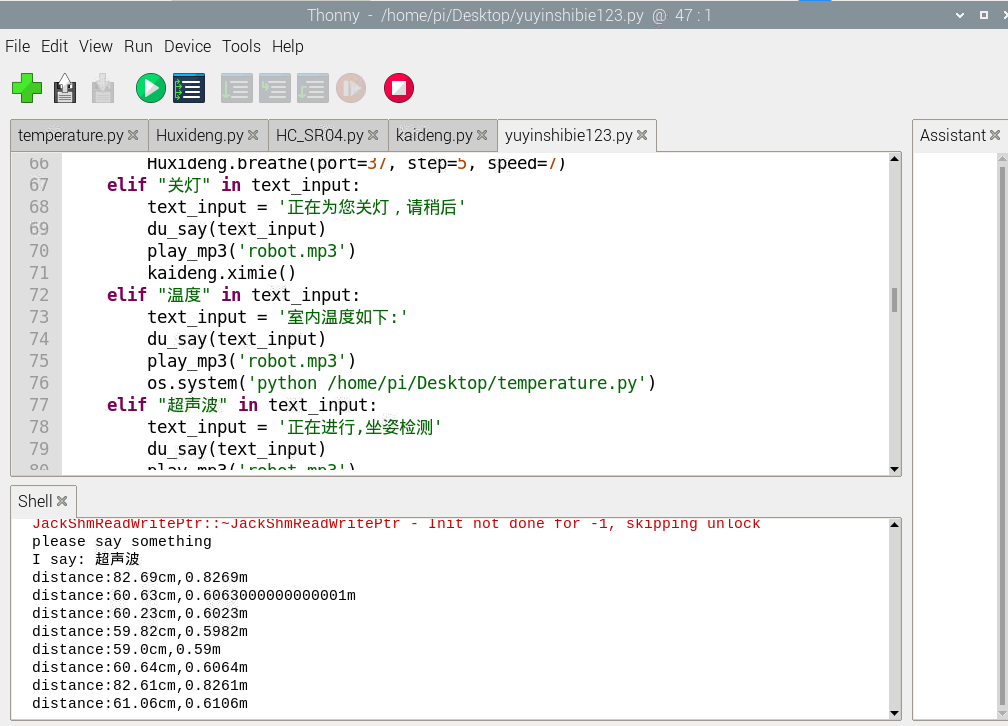 Thonny - /home/pi/Desktop/yuyinshibie123.py @ 47 : 1
File Edit View Run Device Tools Help
temperature.py Huxideng.py HC_SR04.py kaideng.py yuyinshibie123.py Assistant
66 Huxideng.breathe(port=37, step=5, speed=7)
67 elif "关灯" in text_input:
68 text_input = '正在为您关灯，请稍后'
69 du_say(text_input)
70 play_mp3('robot.mp3')
71 kaideng.ximie()
72 elif "温度" in text_input:
73 text_input = '室内温度如下:'
74 du_say(text_input)
75 play_mp3('robot.mp3')
76 os.system('python /home/pi/Desktop/temperature.py')
77 elif "超声波" in text_input:
78 text_input = '正在进行,坐姿检测'
79 du_say(text_input)
80 play_mp3('robot.mp3')
Shell
JackShmReadWritePtr::~JackShmReadWritePtr - Init not done for -1, skipping unlock
please say something
I say: 超声波
distance:82.69cm,0.8269m
distance:60.63cm,0.6063000000000001m
distance:60.23cm,0.6023m
distance:59.82cm,0.5982m
distance:59.0cm,0.59m
distance:60.64cm,0.6064m
distance:82.61cm,0.8261m
distance:61.06cm,0.6106m